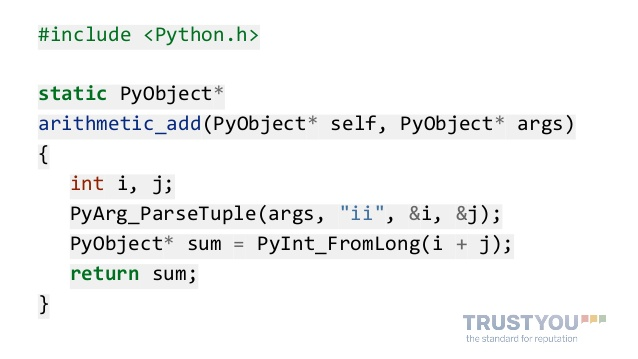 #include <Python.h>
static PyObject*
arithmetic_add(PyObject* self, PyObject* args)
{
int i, j;
PyArg_ParseTuple(args, "ii", &i, &j);
PyObject* sum = PyInt_FromLong(i + j);
return sum;
}
TRUSTYOU
the standard for reputation